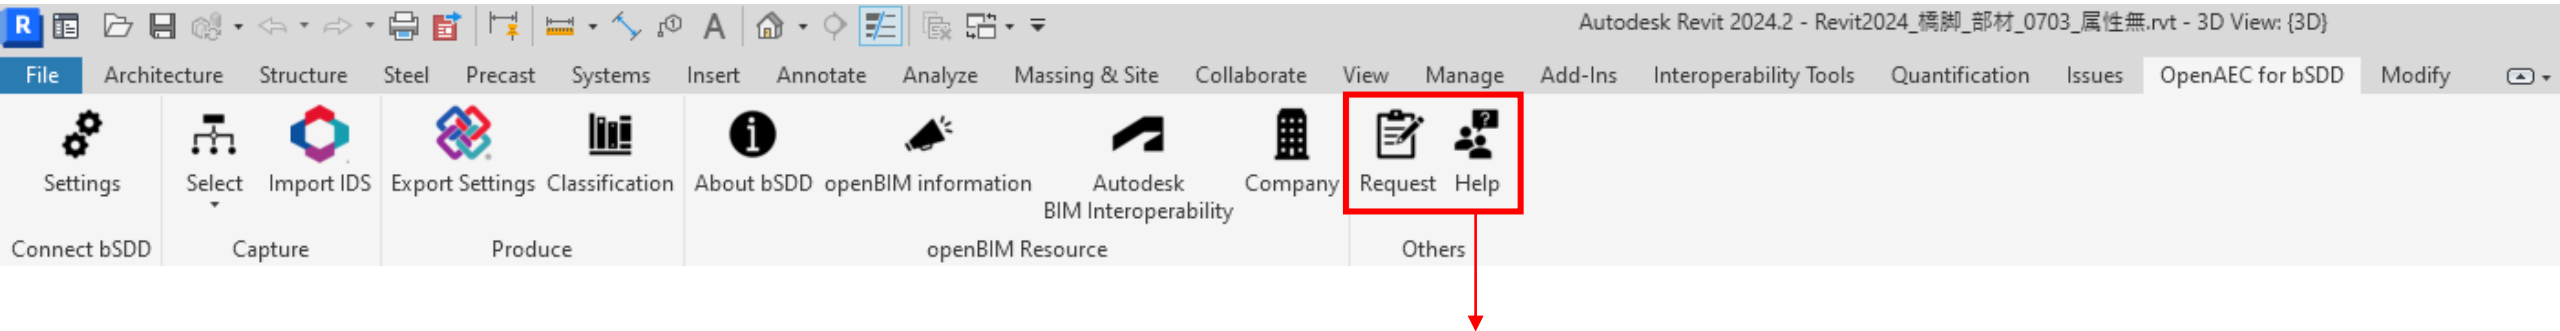 R
Autodesk Revit 2024.2 - Revit2024_橋脚_部材_0703_属性無.rvt - 3D View: {3D}
File Architecture Structure Steel Precast Systems Insert Annotate Analyze Massing & Site Collaborate View Manage Add-Ins Interoperability Tools Quantification Issues OpenAEC for bSDD Modify
Settings Select Import IDS Export Settings Classification About bSDD openBIM information Autodesk Company Request Help
BIM Interoperability
Connect bSDD Capture Produce openBIM Resource Others